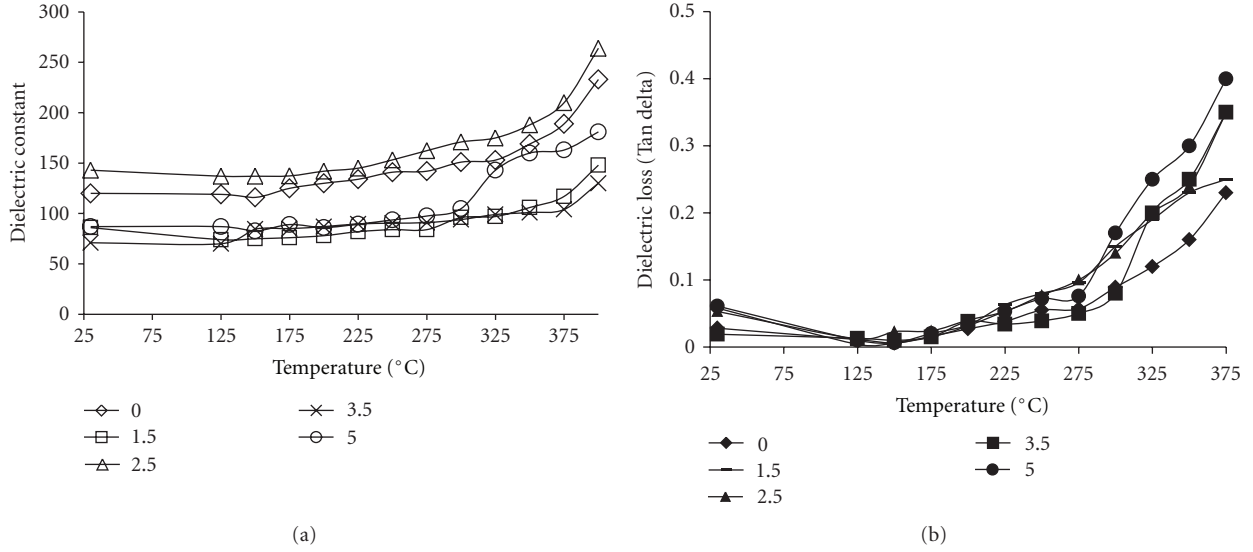 300
250
200
150
100
50
0
Dielectric constant
25 75 125 175 225 275 325 375
Temperature (°C)
0
1.5
2.5
3.5
5
(a)
0.5
0.4
0.3
0.2
0.1
0
Dielectric loss (Tan delta)
25 75 125 175 225 275 325 375
Temperature (°C)
0
1.5
2.5
3.5
5
(b)